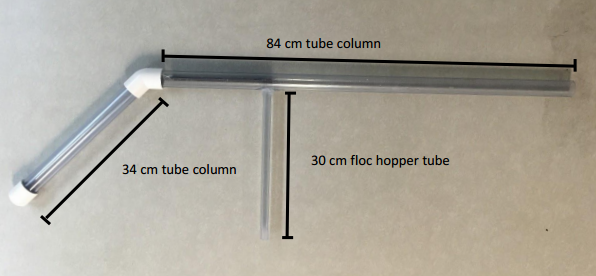 84 cm tube column
34 cm tube column
30 cm floc hopper tube